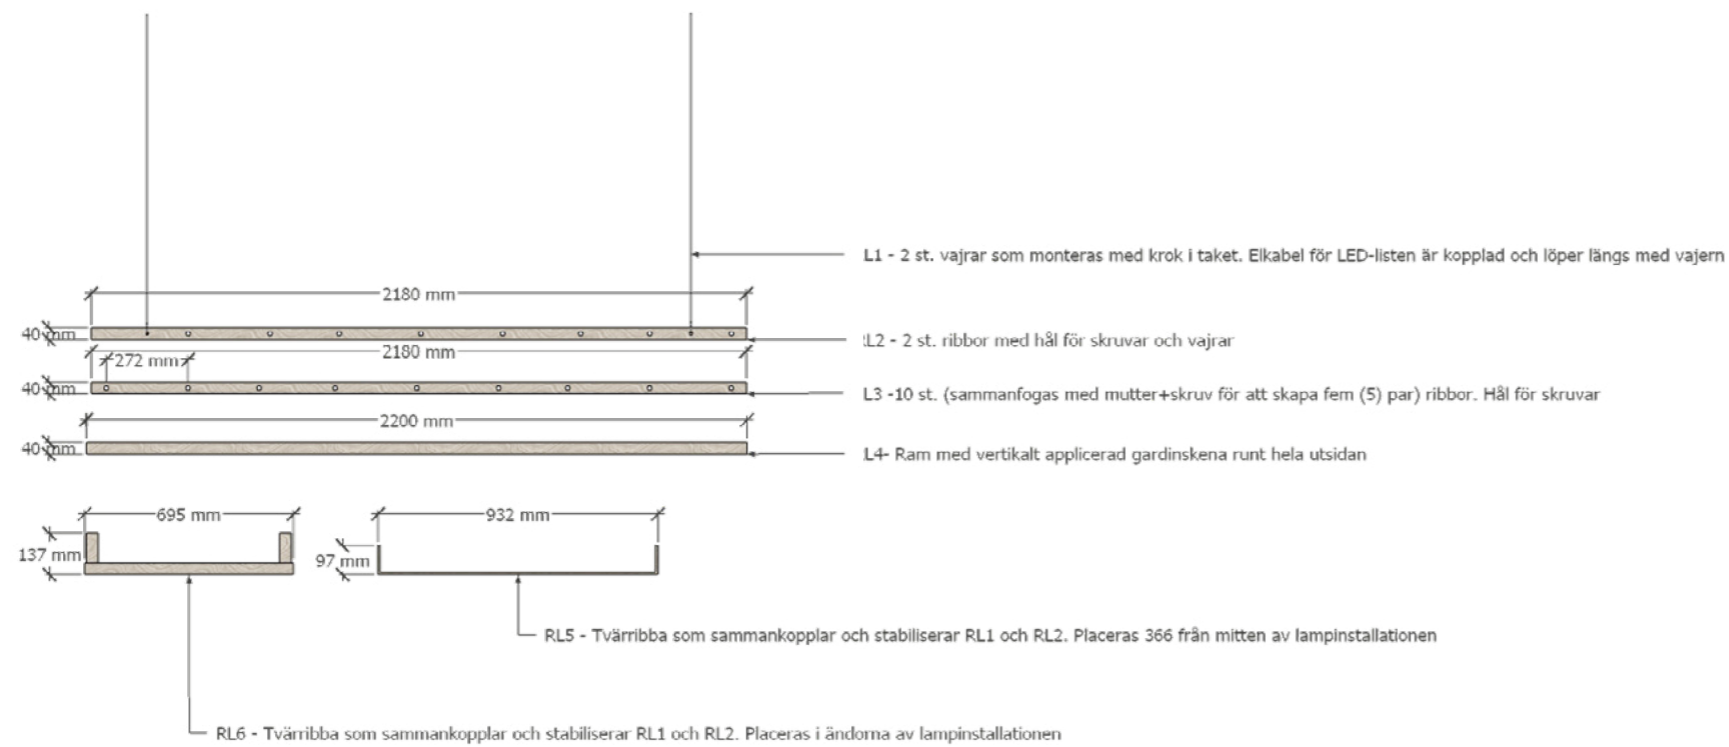 L1 - 2 st. vajrar som monteras med krok i taket. Elkabel för LED-listen är kopplad och löper längs med vajern
2180 mm
40 mm
L2 - 2 st. ribbor med hål för skruvar och vajrar
2180 mm
272 mm
40 mm
L3 -10 st. (sammanfogas med mutter+skruv för att skapa fem (5) par) ribbor. Hål för skruvar
2200 mm
40 mm
L4- Ram med vertikalt applicerad gardinskena runt hela utsidan
695 mm
932 mm
137 mm
97 mm
RL5 - Tvärribba som sammankopplar och stabiliserar RL1 och RL2. Placeras 366 från mitten av lampinstallationen
RL6 - Tvärribba som sammankopplar och stabiliserar RL1 och RL2. Placeras i ändorna av lampinstallationen